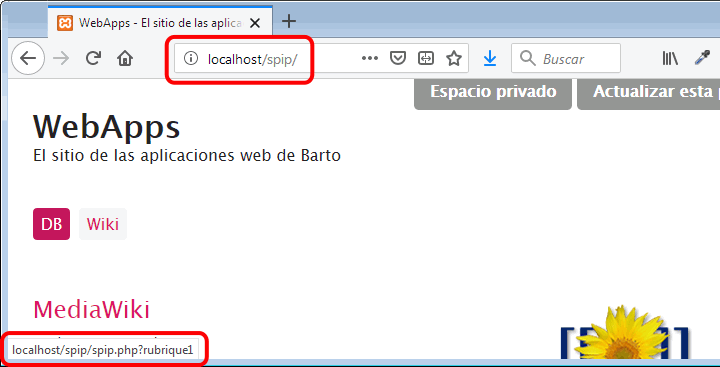 WebApps - El sitio de las aplica
localhost/spip/
Buscar
Espacio privado
Actualizar esta p
WebApps
El sitio de las aplicaciones web de Barto
DB
Wiki
MediaWiki
localhost/spip/spip.php?rubrique1